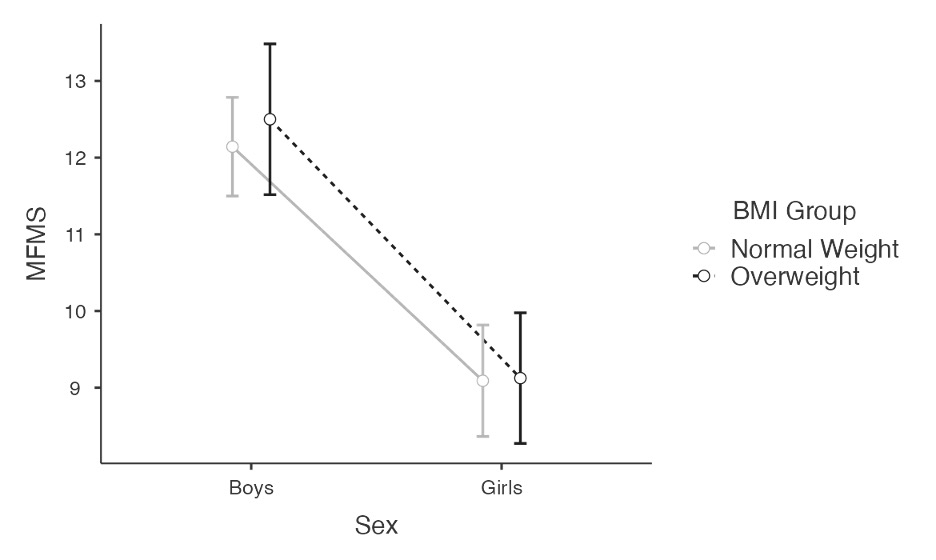 13
12
11
10
9
MFMS
Boys
Girls
Sex
BMI Group
Normal Weight
Overweight